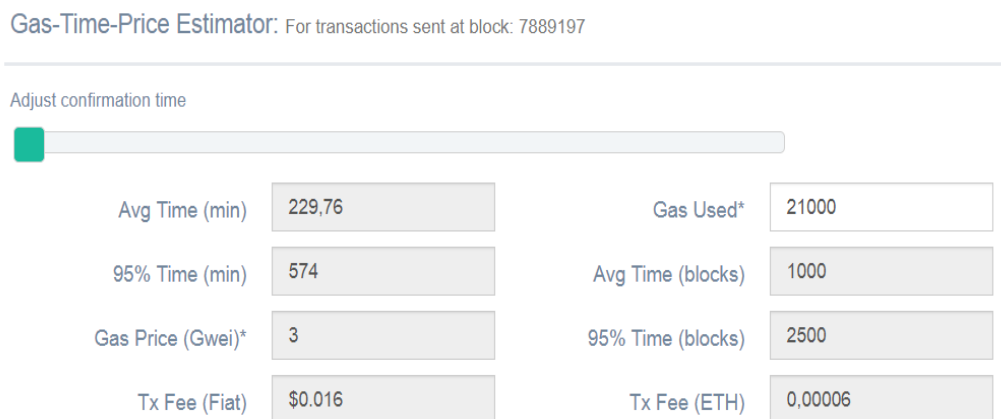 Gas-Time-Price Estimator: For transactions sent at block: 7889197
Adjust confirmation time
Avg Time (min) 229,76 Gas Used* 21000
95% Time (min) 574 Avg Time (blocks) 1000
Gas Price (Gwei)* 3 95% Time (blocks) 2500
Tx Fee (Fiat) $0.016 Tx Fee (ETH) 0,00006